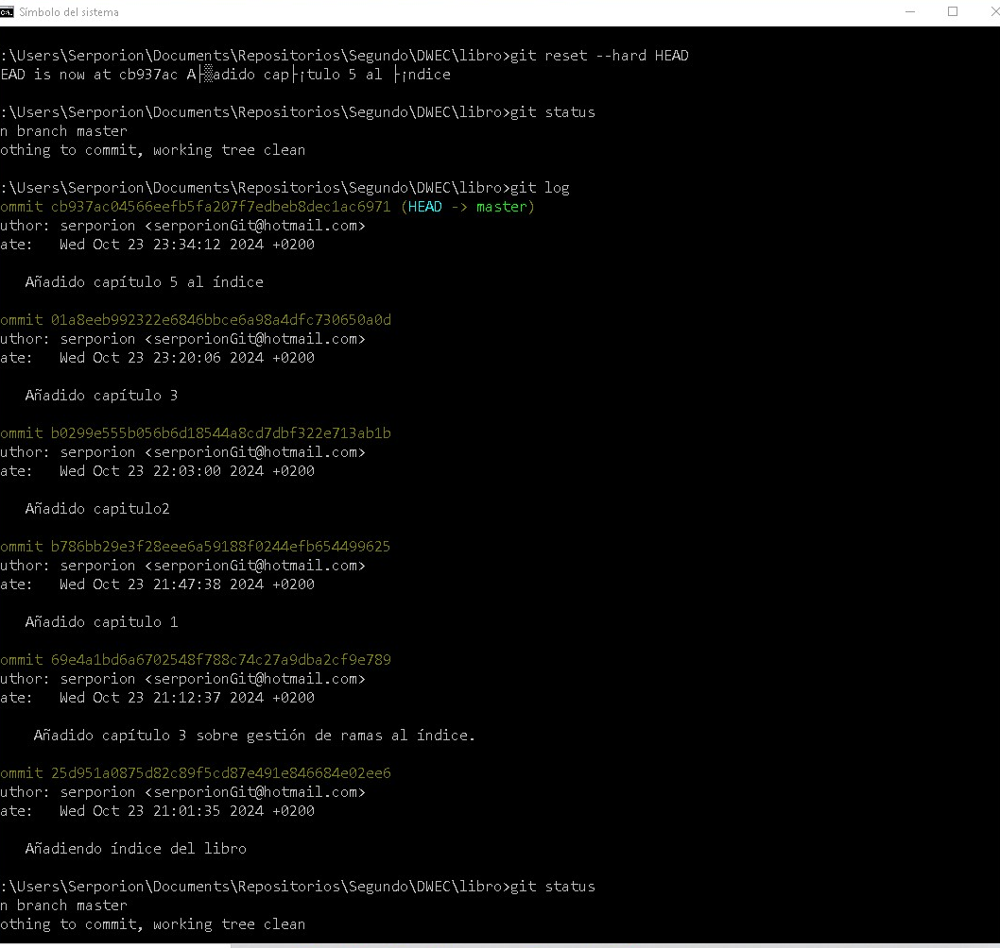 Símbolo del sistema
:\Users\Serporion\Documents\Repositorios\Segundo\DWEC\libro>git reset --hard HEAD
EAD is now at cb937ac A├▒adido cap├¡tulo 5 al ├¡ndice
:\Users\Serporion\Documents\Repositorios\Segundo\DWEC\libro>git status
n branch master
othing to commit, working tree clean
:\Users\Serporion\Documents\Repositorios\Segundo\DWEC\libro>git log
ommit cb937ac04566eefb5fa207f7edbeb8dec1ac6971 (HEAD -> master)
uthor: serporion <serporionGit@hotmail.com>
ate:   Wed Oct 23 23:34:12 2024 +0200
Añadido capítulo 5 al índice
ommit 01a8eeb992322e6846bbce6a98a4dfc730650a0d
uthor: serporion <serporionGit@hotmail.com>
ate:   Wed Oct 23 23:20:06 2024 +0200
Añadido capítulo 3
ommit b0299e555b056b6d18544a8cd7dbf322e713ab1b
uthor: serporion <serporionGit@hotmail.com>
ate:   Wed Oct 23 22:03:00 2024 +0200
Añadido capitulo2
ommit b786bb29e3f28eee6a59188f0244efb654499625
uthor: serporion <serporionGit@hotmail.com>
ate:   Wed Oct 23 21:47:38 2024 +0200
Añadido capitulo 1
ommit 69e4a1bd6a6702548f788c74c27a9dba2cf9e789
uthor: serporion <serporionGit@hotmail.com>
ate:   Wed Oct 23 21:12:37 2024 +0200
Añadido capítulo 3 sobre gestión de ramas al índice.
ommit 25d951a0875d82c89f5cd87e491e846684e02ee6
uthor: serporion <serporionGit@hotmail.com>
ate:   Wed Oct 23 21:01:35 2024 +0200
Añadiendo índice del libro
:\Users\Serporion\Documents\Repositorios\Segundo\DWEC\libro>git status
n branch master
othing to commit, working tree clean